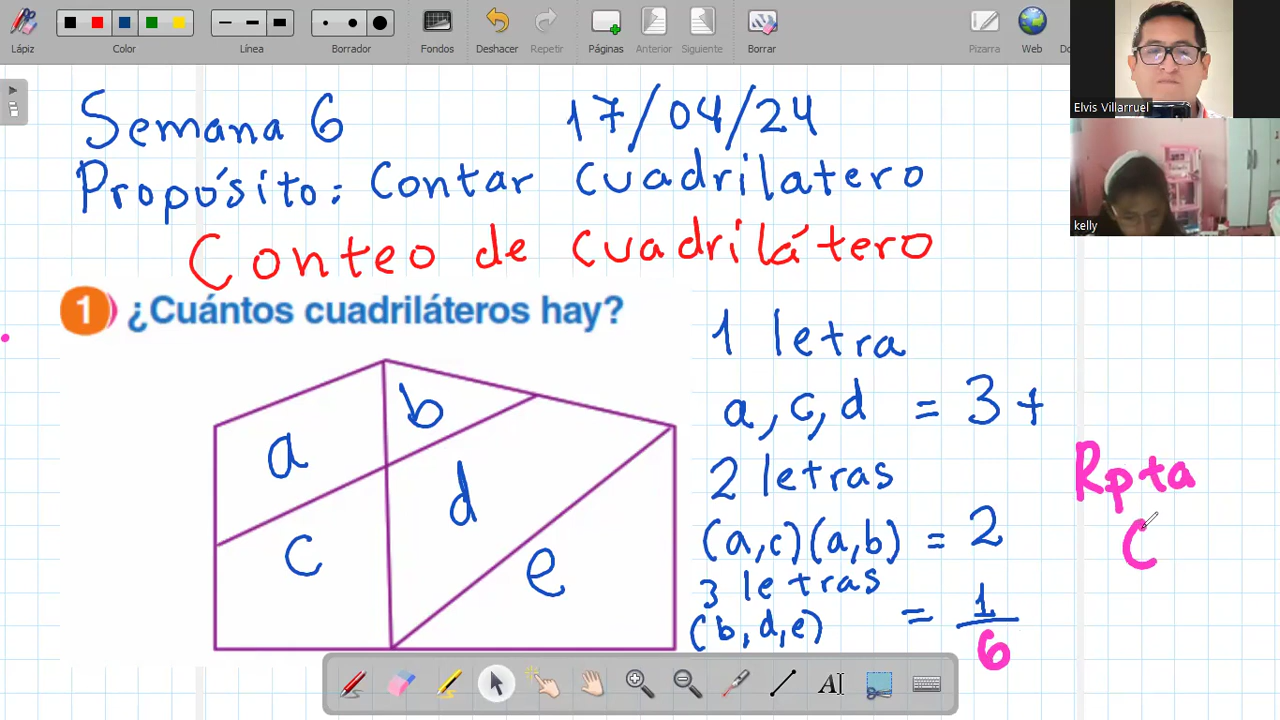 Lápiz
Color
Línea
Borrador
Fondos
Deshacer
Repetir
Páginas
Anterior
Siguiente
Borrar
Pizarra
Web
Elvis Villarruel
kelly
Semana 6 17/04/24
Propósito: Contar cuadrilatero
Conteo de cuadrilátero
1 ¿Cuántos cuadriláteros hay?
a
b
c
d
e
1 letra
a, c, d = 3 +
2 letras
(a,c)(a,b) = 2
3 letras
(b,d,e) = 1
6
Rpta
C